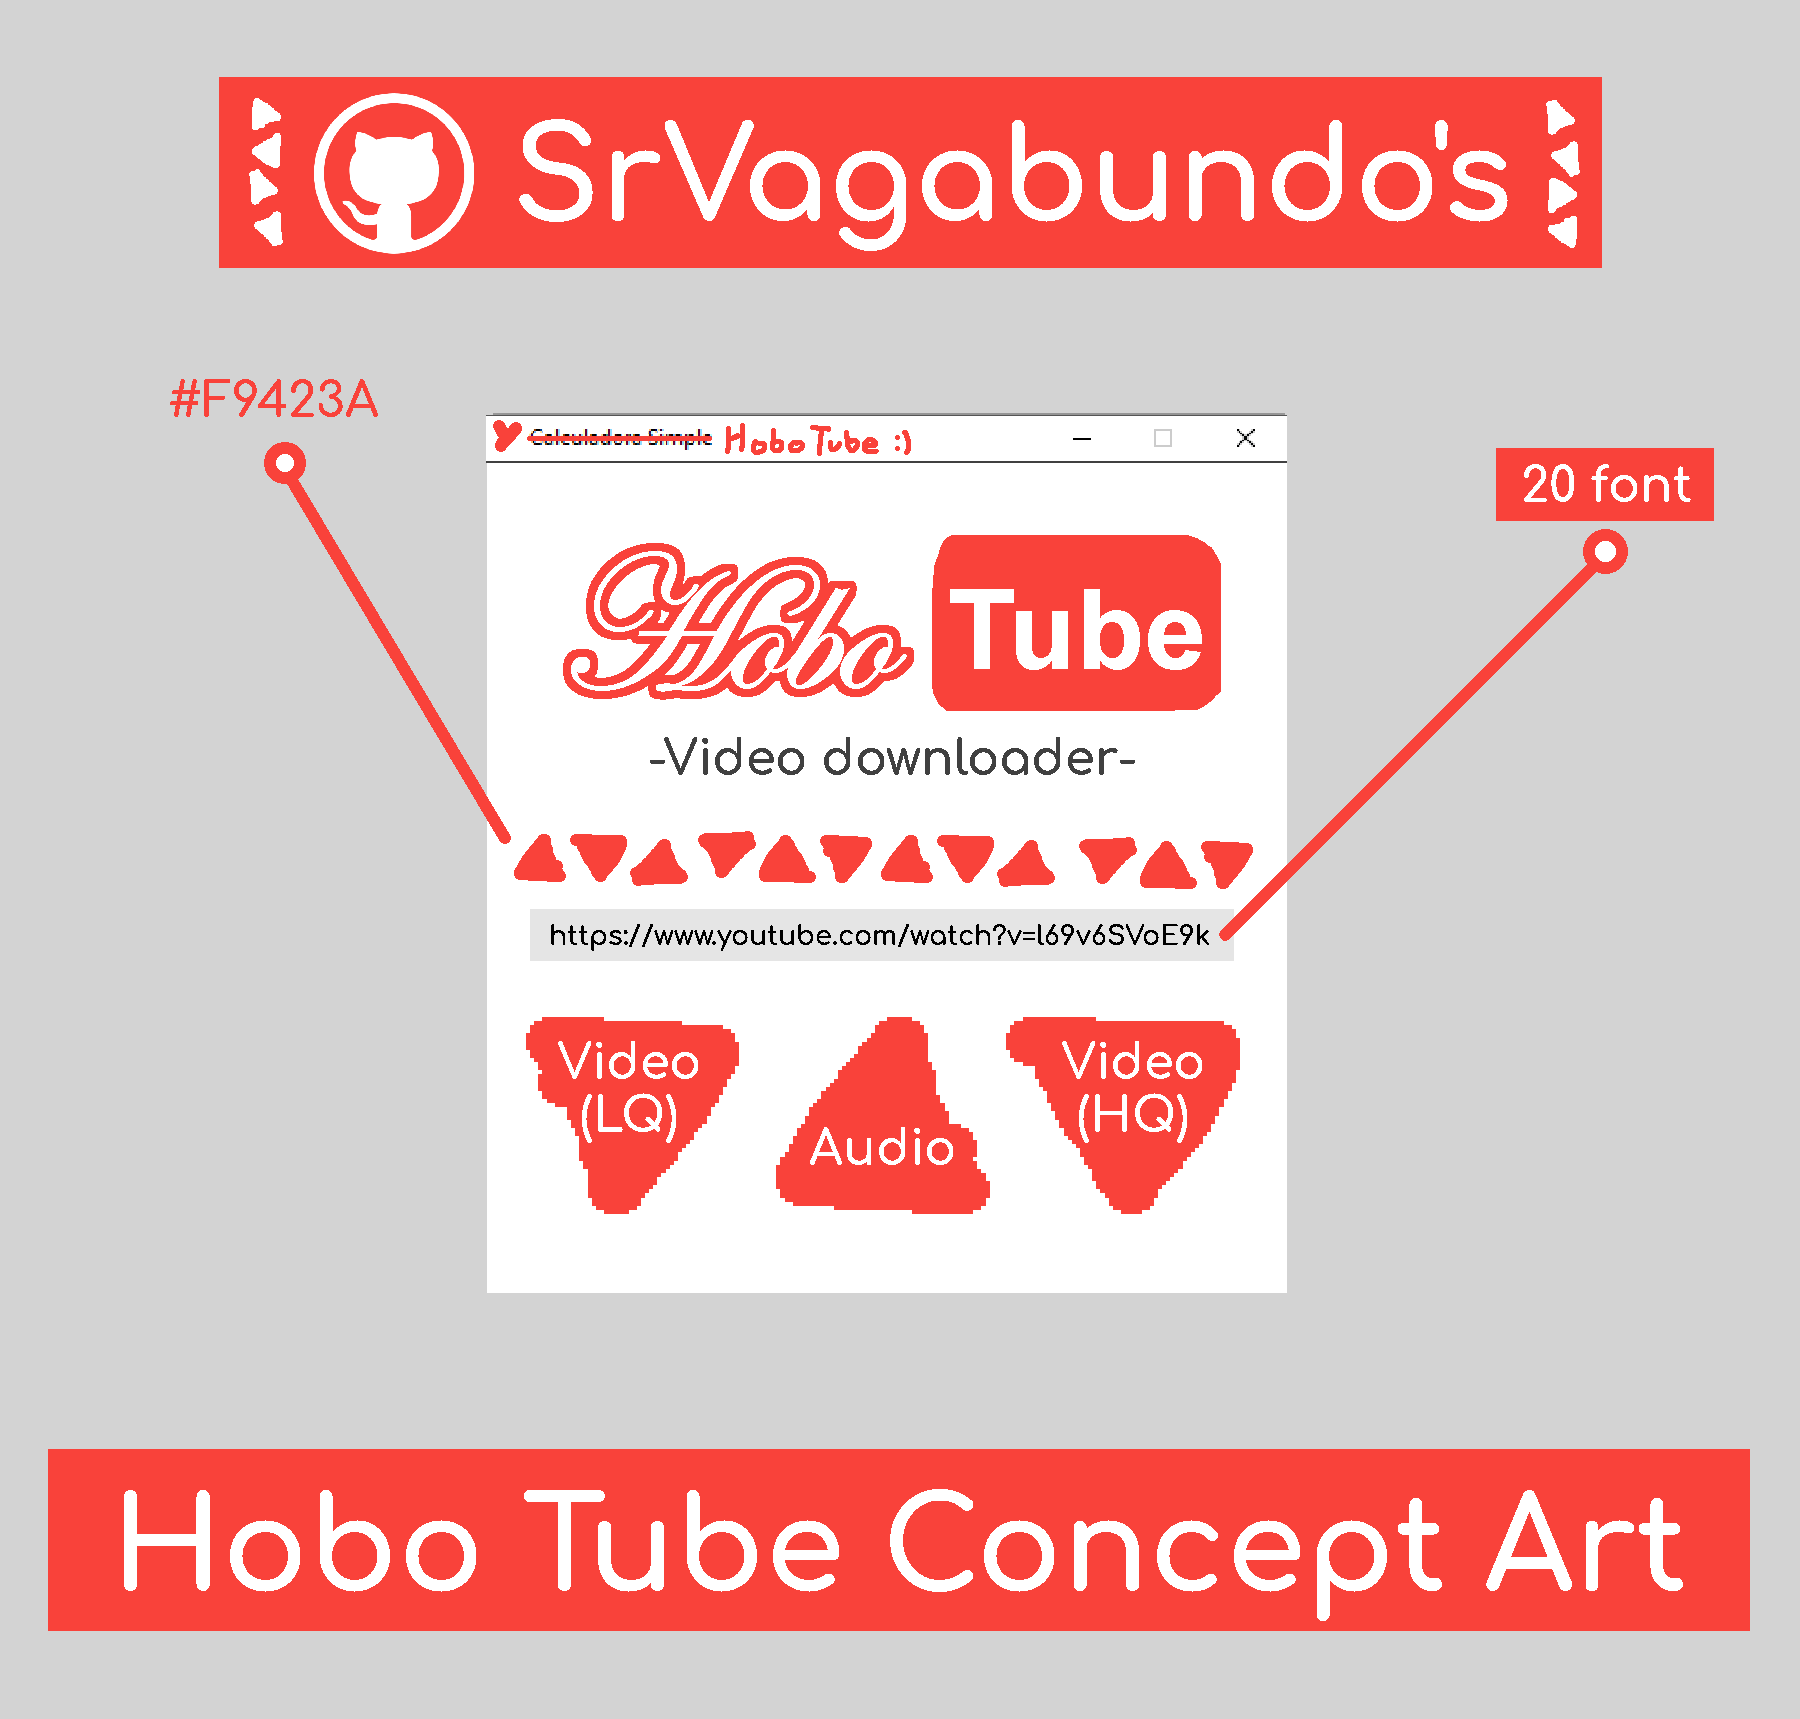 SrVagabundo's
#F9423A
Calculadora Simple HoboTube :)
20 font
Hobo Tube
-Video downloader-
https://www.youtube.com/watch?v=l69v6SVoE9k
Video
(LQ)
Audio
Video
(HQ)
Hobo Tube Concept Art